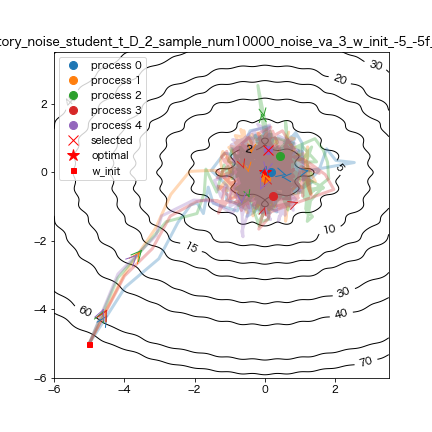 tory_noise_student_t_D_2_sample_num10000_noise_va_3_w_init_-5_-5f_
process 0
process 1
process 2
process 3
process 4
selected
optimal
w_init
30
20
2
5
10
15
30
40
60
70
2
0
−2
−4
−6
−6
−4
−2
0
2